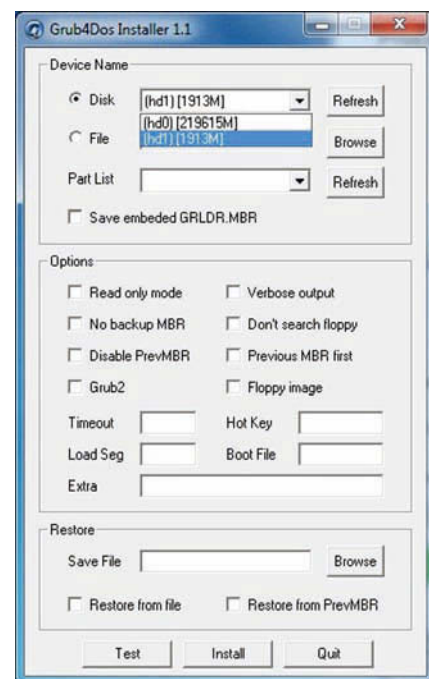 Grub4Dos Installer 1.1
Device Name
Disk (hd1) [1913M] Refresh
(hd0) [219615M]
File (hd1) [1913M] Browse
Part List Refresh
Save embeded GRLDR.MBR
Options
Read only mode Verbose output
No backup MBR Don't search floppy
Disable PrevMBR Previous MBR first
Grub2 Floppy image
Timeout Hot Key
Load Seg Boot File
Extra
Restore
Save File Browse
Restore from file Restore from PrevMBR
Test Install Quit